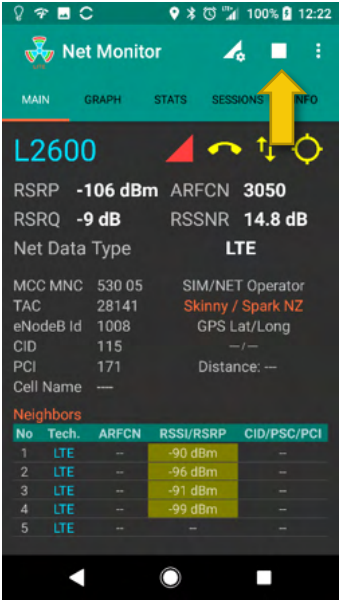 100% 12:22
Net Monitor
MAIN GRAPH STATS SESSIONS NFO
L2600
RSRP -106 dBm ARFCN 3050
RSRQ -9 dB RSSNR 14.8 dB
Net Data Type LTE
MCC MNC 530 05 SIM/NET Operator
TAC 28141 Skinny / Spark NZ
eNodeB Id 1008 GPS Lat/Long
CID 115 --/--
PCI 171 Distance: ---
Cell Name ----
Neighbors
No Tech. ARFCN RSSI/RSRP CID/PSC/PCI
1 LTE -- -90 dBm --
2 LTE -- -96 dBm --
3 LTE -- -91 dBm --
4 LTE -- -99 dBm --
5 LTE -- -- --